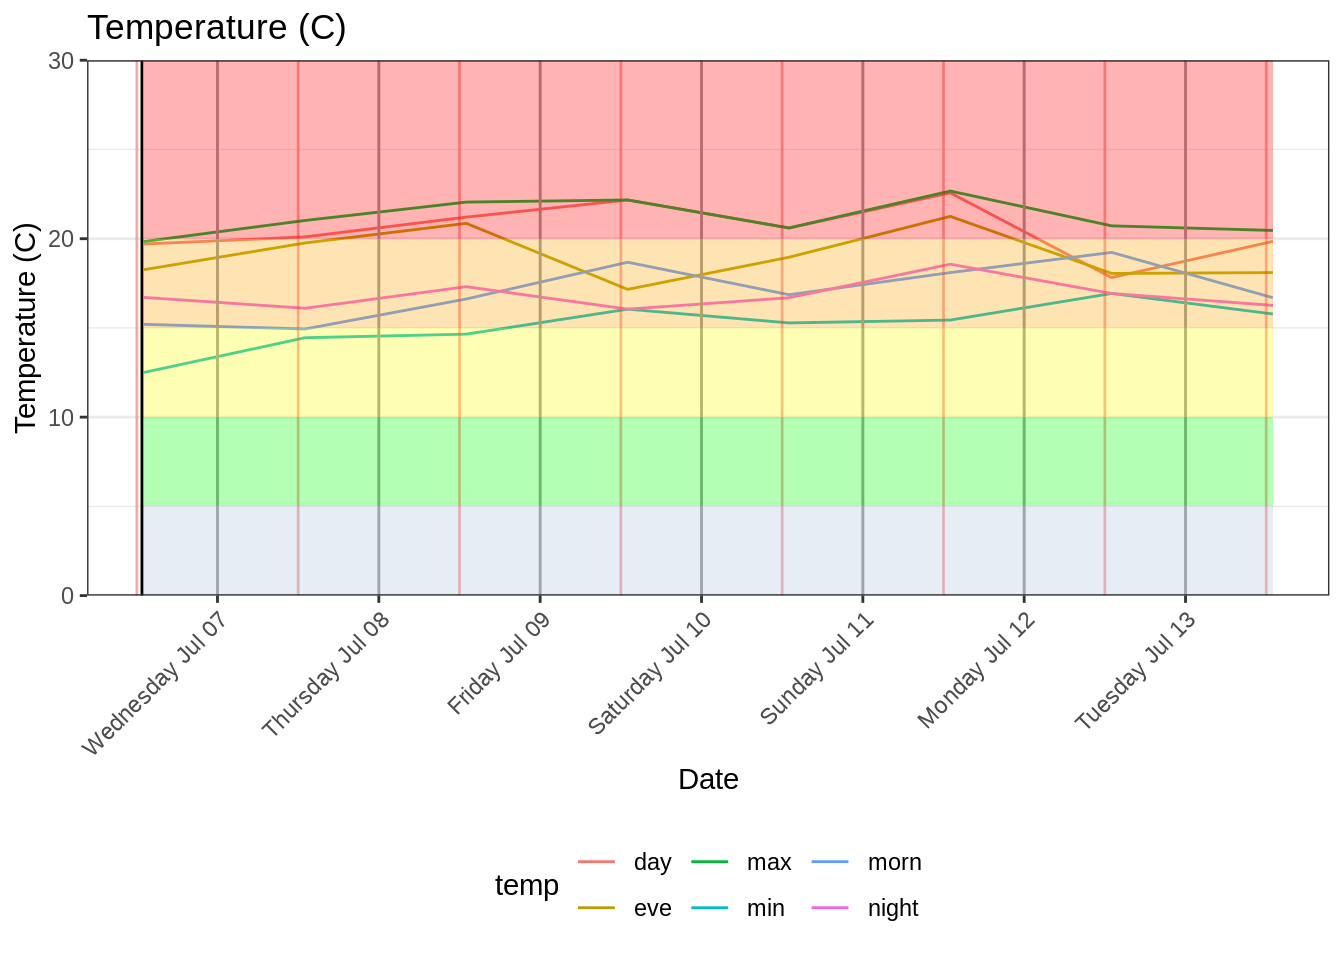 Temperature (C)
30
20
10
0
Temperature (C)
Wednesday Jul 07
Thursday Jul 08
Friday Jul 09
Saturday Jul 10
Sunday Jul 11
Monday Jul 12
Tuesday Jul 13
Date
temp
day max morn
eve min night